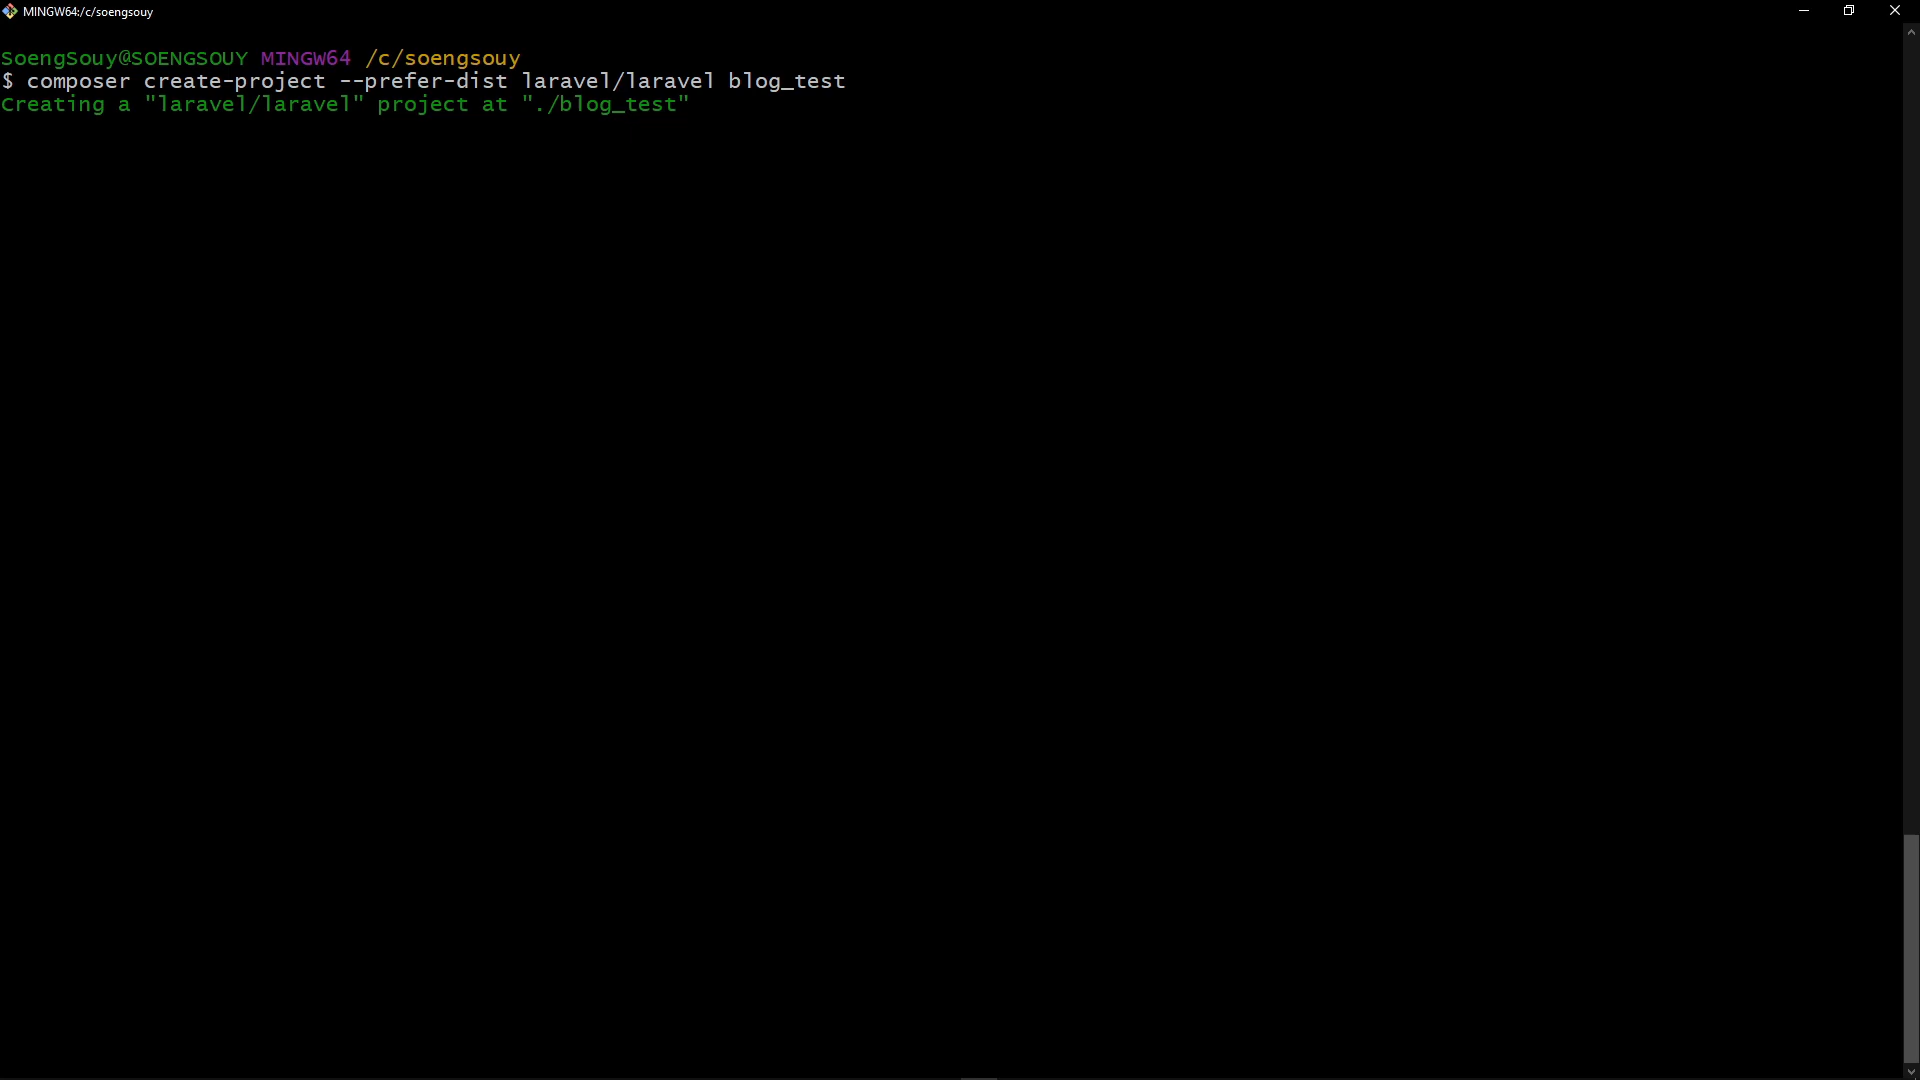 MINGW64:/c/soengsouy
SoengSouy@SOENGSOUY MINGW64 /c/soengsouy
$ composer create-project --prefer-dist laravel/laravel blog_test
Creating a "laravel/laravel" project at "./blog_test"